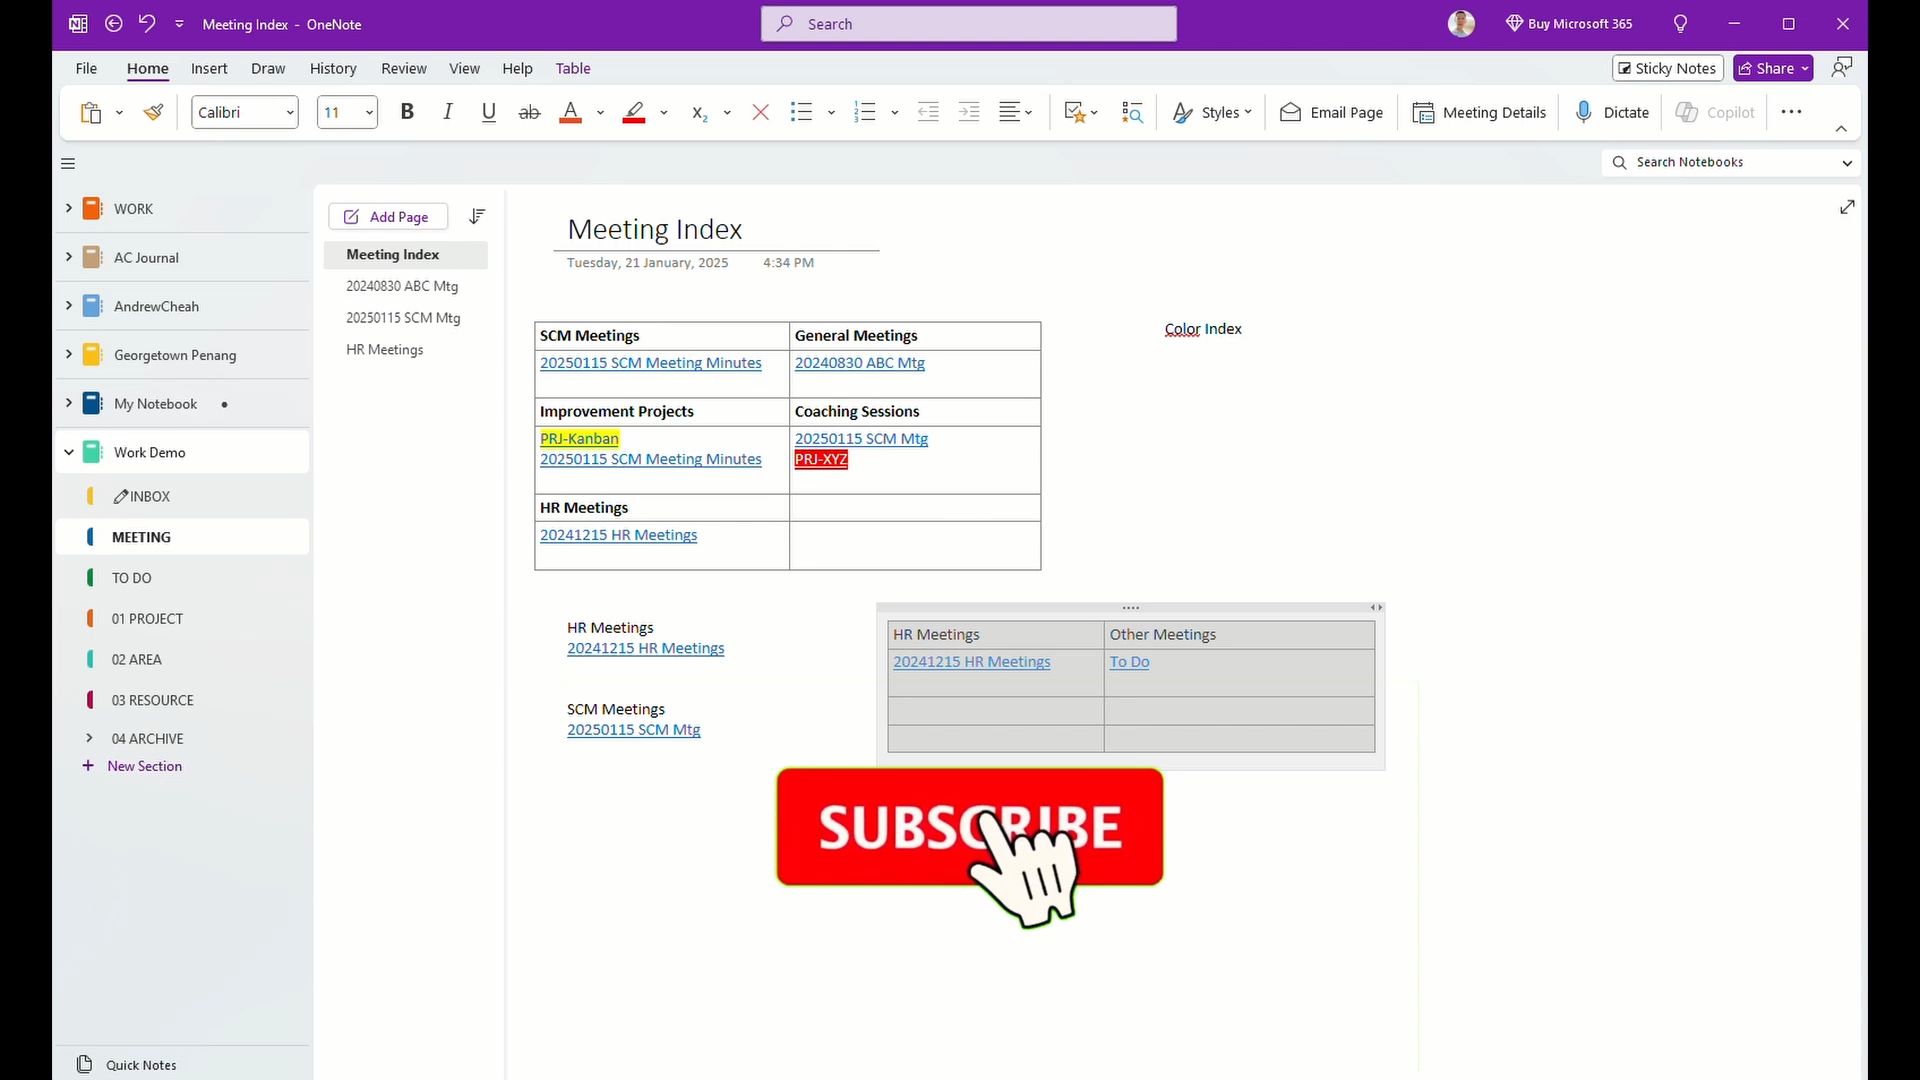 Meeting Index - OneNote
Search
Buy Microsoft 365
File Home Insert Draw History Review View Help Table
Sticky Notes
Share
Calibri
11
Styles
Email Page
Meeting Details
Dictate
Copilot
Search Notebooks
WORK
AC Journal
AndrewCheah
Georgetown Penang
My Notebook
Work Demo
INBOX
MEETING
TO DO
01 PROJECT
02 AREA
03 RESOURCE
04 ARCHIVE
New Section
Quick Notes
Add Page
Meeting Index
20240830 ABC Mtg
20250115 SCM Mtg
HR Meetings
Meeting Index
Tuesday, 21 January, 2025 4:34 PM
SCM Meetings General Meetings
20250115 SCM Meeting Minutes 20240830 ABC Mtg
Improvement Projects Coaching Sessions
PRJ-Kanban 20250115 SCM Mtg
20250115 SCM Meeting Minutes PRJ-XYZ
HR Meetings
20241215 HR Meetings
Color Index
HR Meetings
20241215 HR Meetings
SCM Meetings
20250115 SCM Mtg
HR Meetings Other Meetings
20241215 HR Meetings To Do
SUBSCRIBE